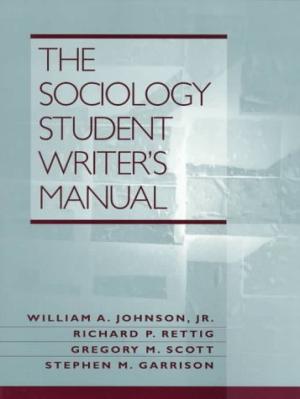 THE
SOCIOLOGY
STUDENT
WRITER'S
MANUAL
WILLIAM A. JOHNSON, JR.
RICHARD P. RETTIG
GREGORY M. SCOTT
STEPHEN M. GARRISON